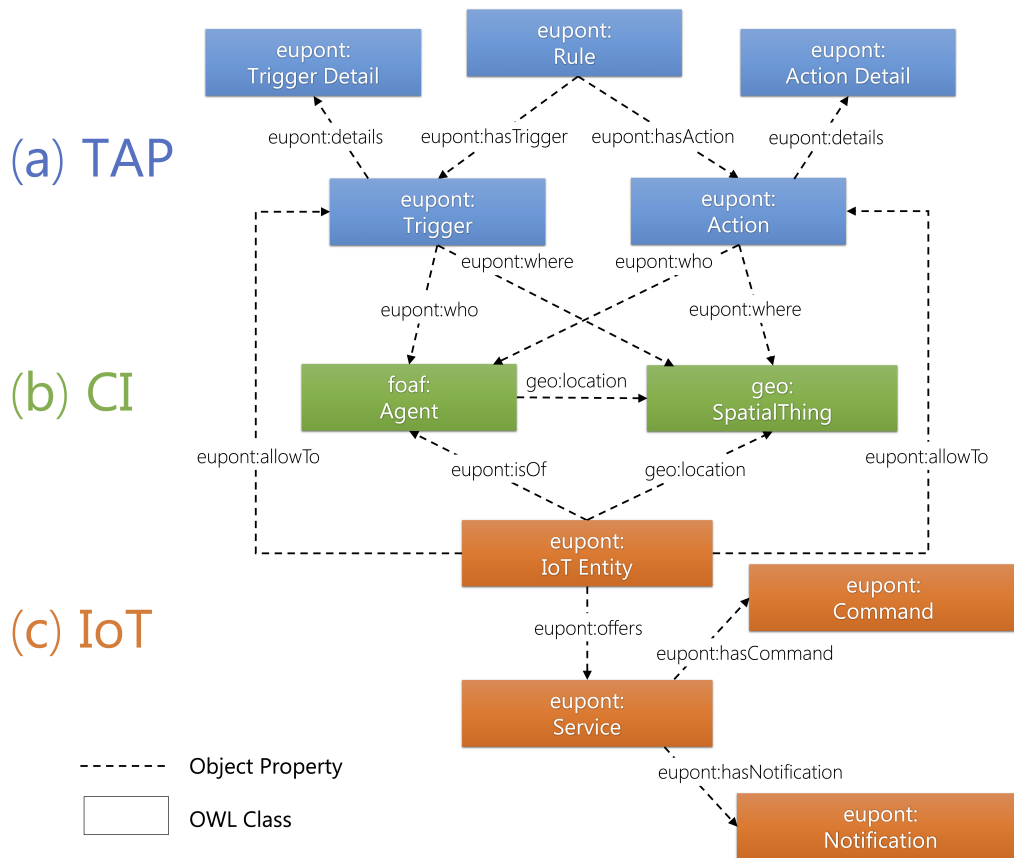 eupont:
Trigger Detail
eupont:
Rule
eupont:
Action Detail
eupont:details
eupont:hasTrigger
eupont:hasAction
eupont:details
(a) TAP
eupont:
Trigger
eupont:
Action
eupont:where
eupont:who
eupont:who
eupont:where
(b) CI
foaf:
Agent
geo:location
geo:
SpatialThing
eupont:allowTo
eupont:isOf
geo:location
eupont:allowTo
eupont:
IoT Entity
eupont:
Command
(c) IoT
eupont:offers
eupont:hasCommand
eupont:
Service
Object Property
eupont:hasNotification
OWL Class
eupont:
Notification